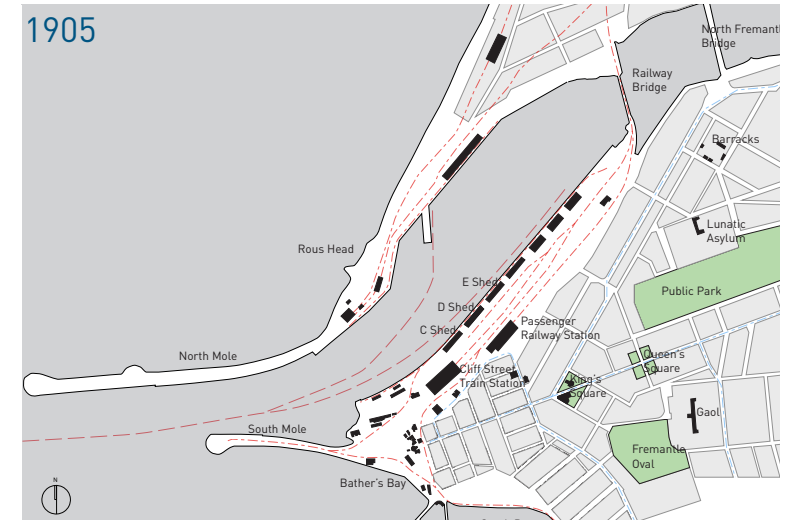 1905
North Fremantl
Bridge
Railway
Bridge
Barracks
Lunatic
Asylum
Rous Head
E Shed
Public Park
D Shed
C Shed
Passenger
Railway Station
North Mole
Queen's
Square
Cliff Street
Train Station
King's
Square
Gaol
South Mole
Fremantle
Oval
Bather's Bay
N